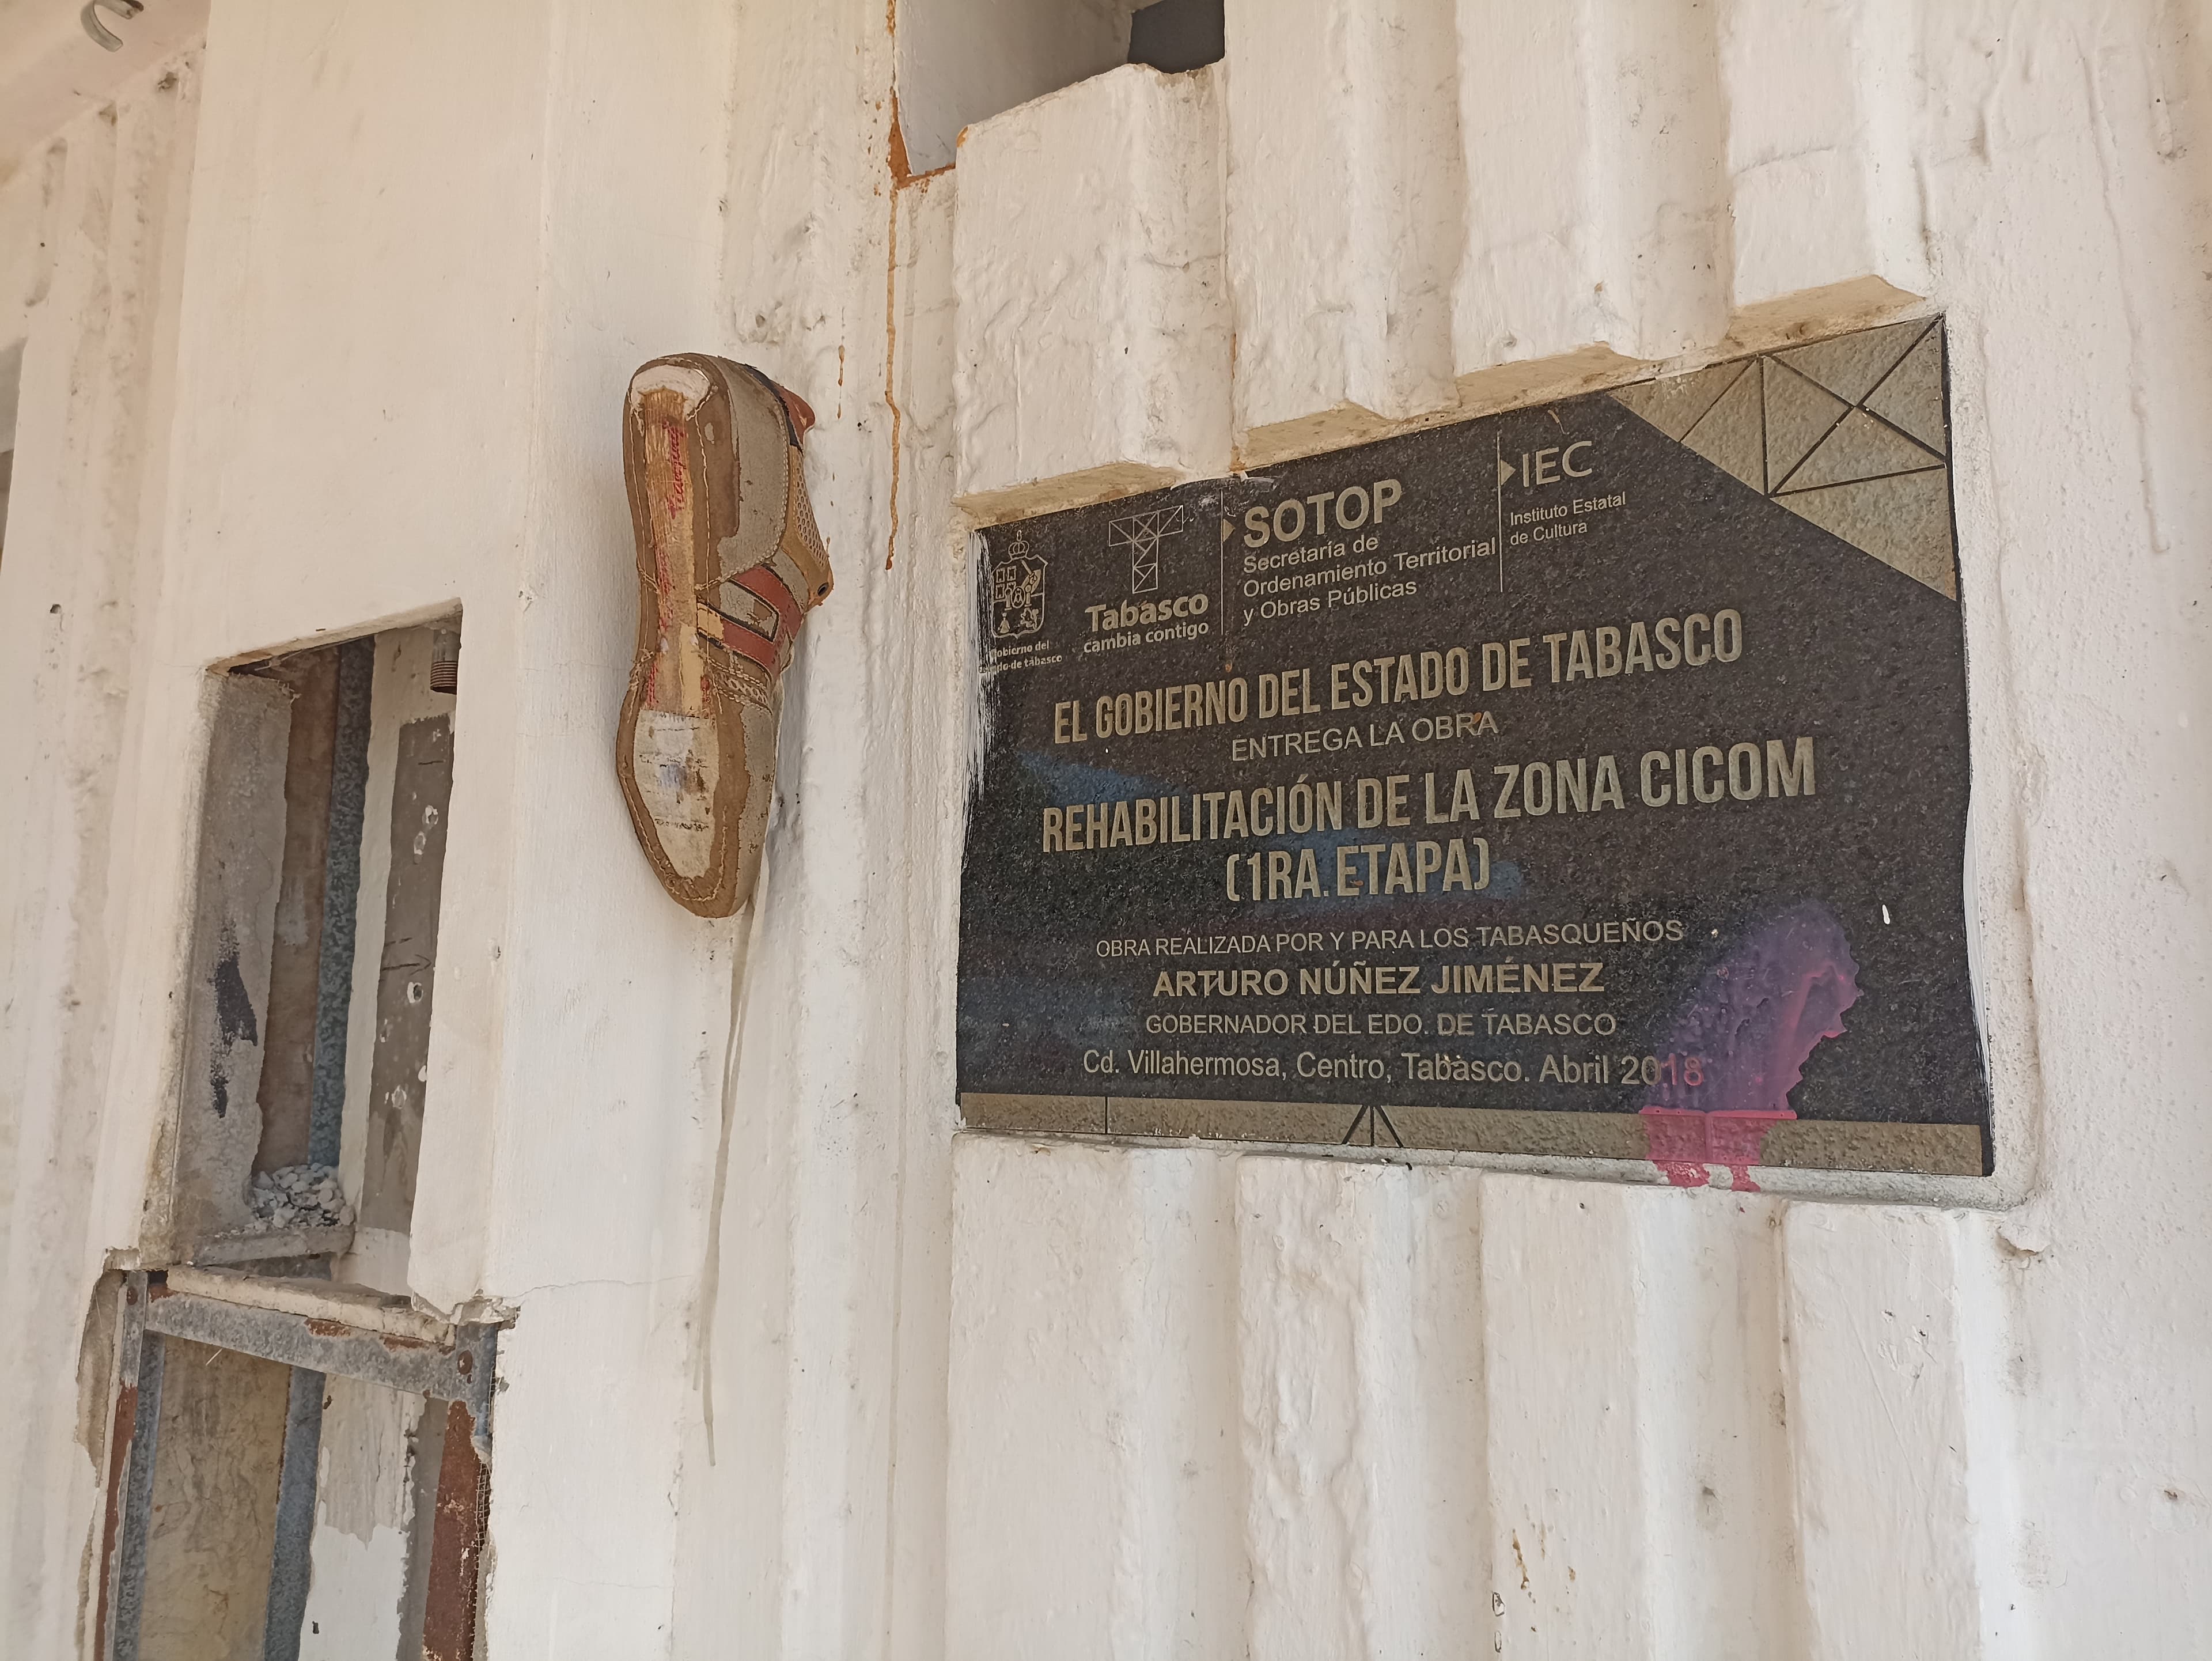 Gobierno del
Estado de tabasco
Tabasco
cambia contigo
SOTOP
Secretaría de
Ordenamiento Territorial
y Obras Públicas
IEC
Instituto Estatal
de Cultura
EL GOBIERNO DEL ESTADO DE TABASCO
ENTREGA LA OBRA
REHABILITACIÓN DE LA ZONA CICOM
(1RA. ETAPA)
OBRA REALIZADA POR Y PARA LOS TABASQUEÑOS
ARTURO NÚÑEZ JIMÉNEZ
GOBERNADOR DEL EDO. DE TABASCO
Cd. Villahermosa, Centro, Tabasco. Abril 2018